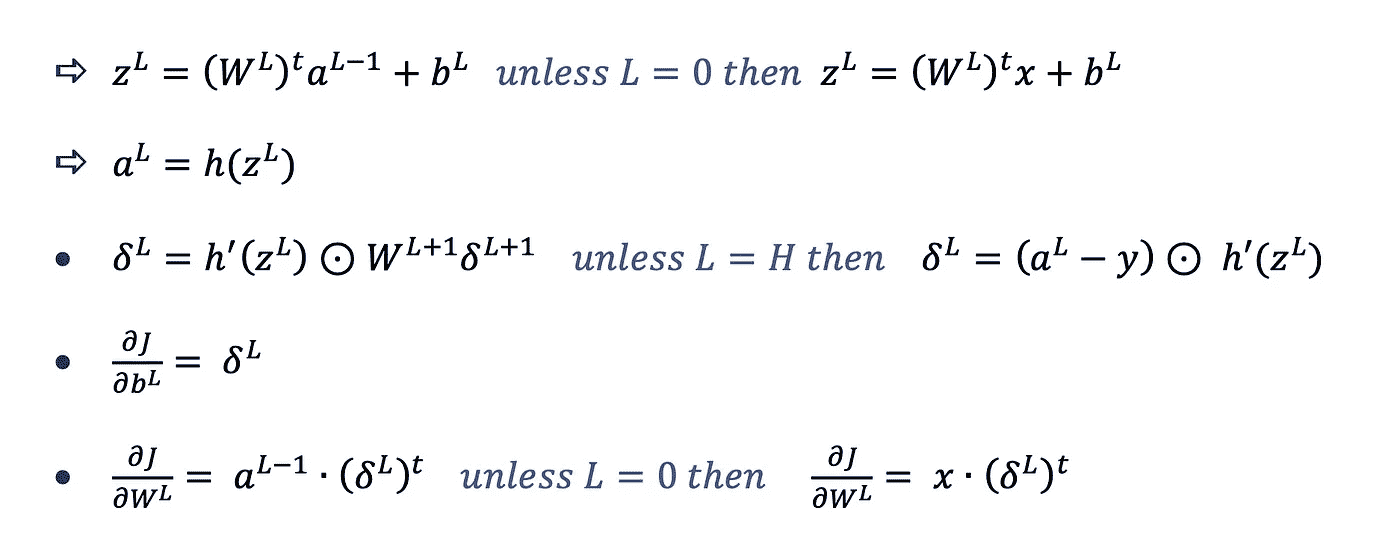 ⇨ z^L = (W^L)^t a^{L−1} + b^L unless L = 0 then z^L = (W^L)^t x + b^L
⇨ a^L = h(z^L)
• δ^L = h′(z^L) ⊙ W^{L+1} δ^{L+1} unless L = H then δ^L = (a^L − y) ⊙ h′(z^L)
• ∂J/∂b^L = δ^L
• ∂J/∂W^L = a^{L−1} · (δ^L)^t unless L = 0 then ∂J/∂W^L = x · (δ^L)^t